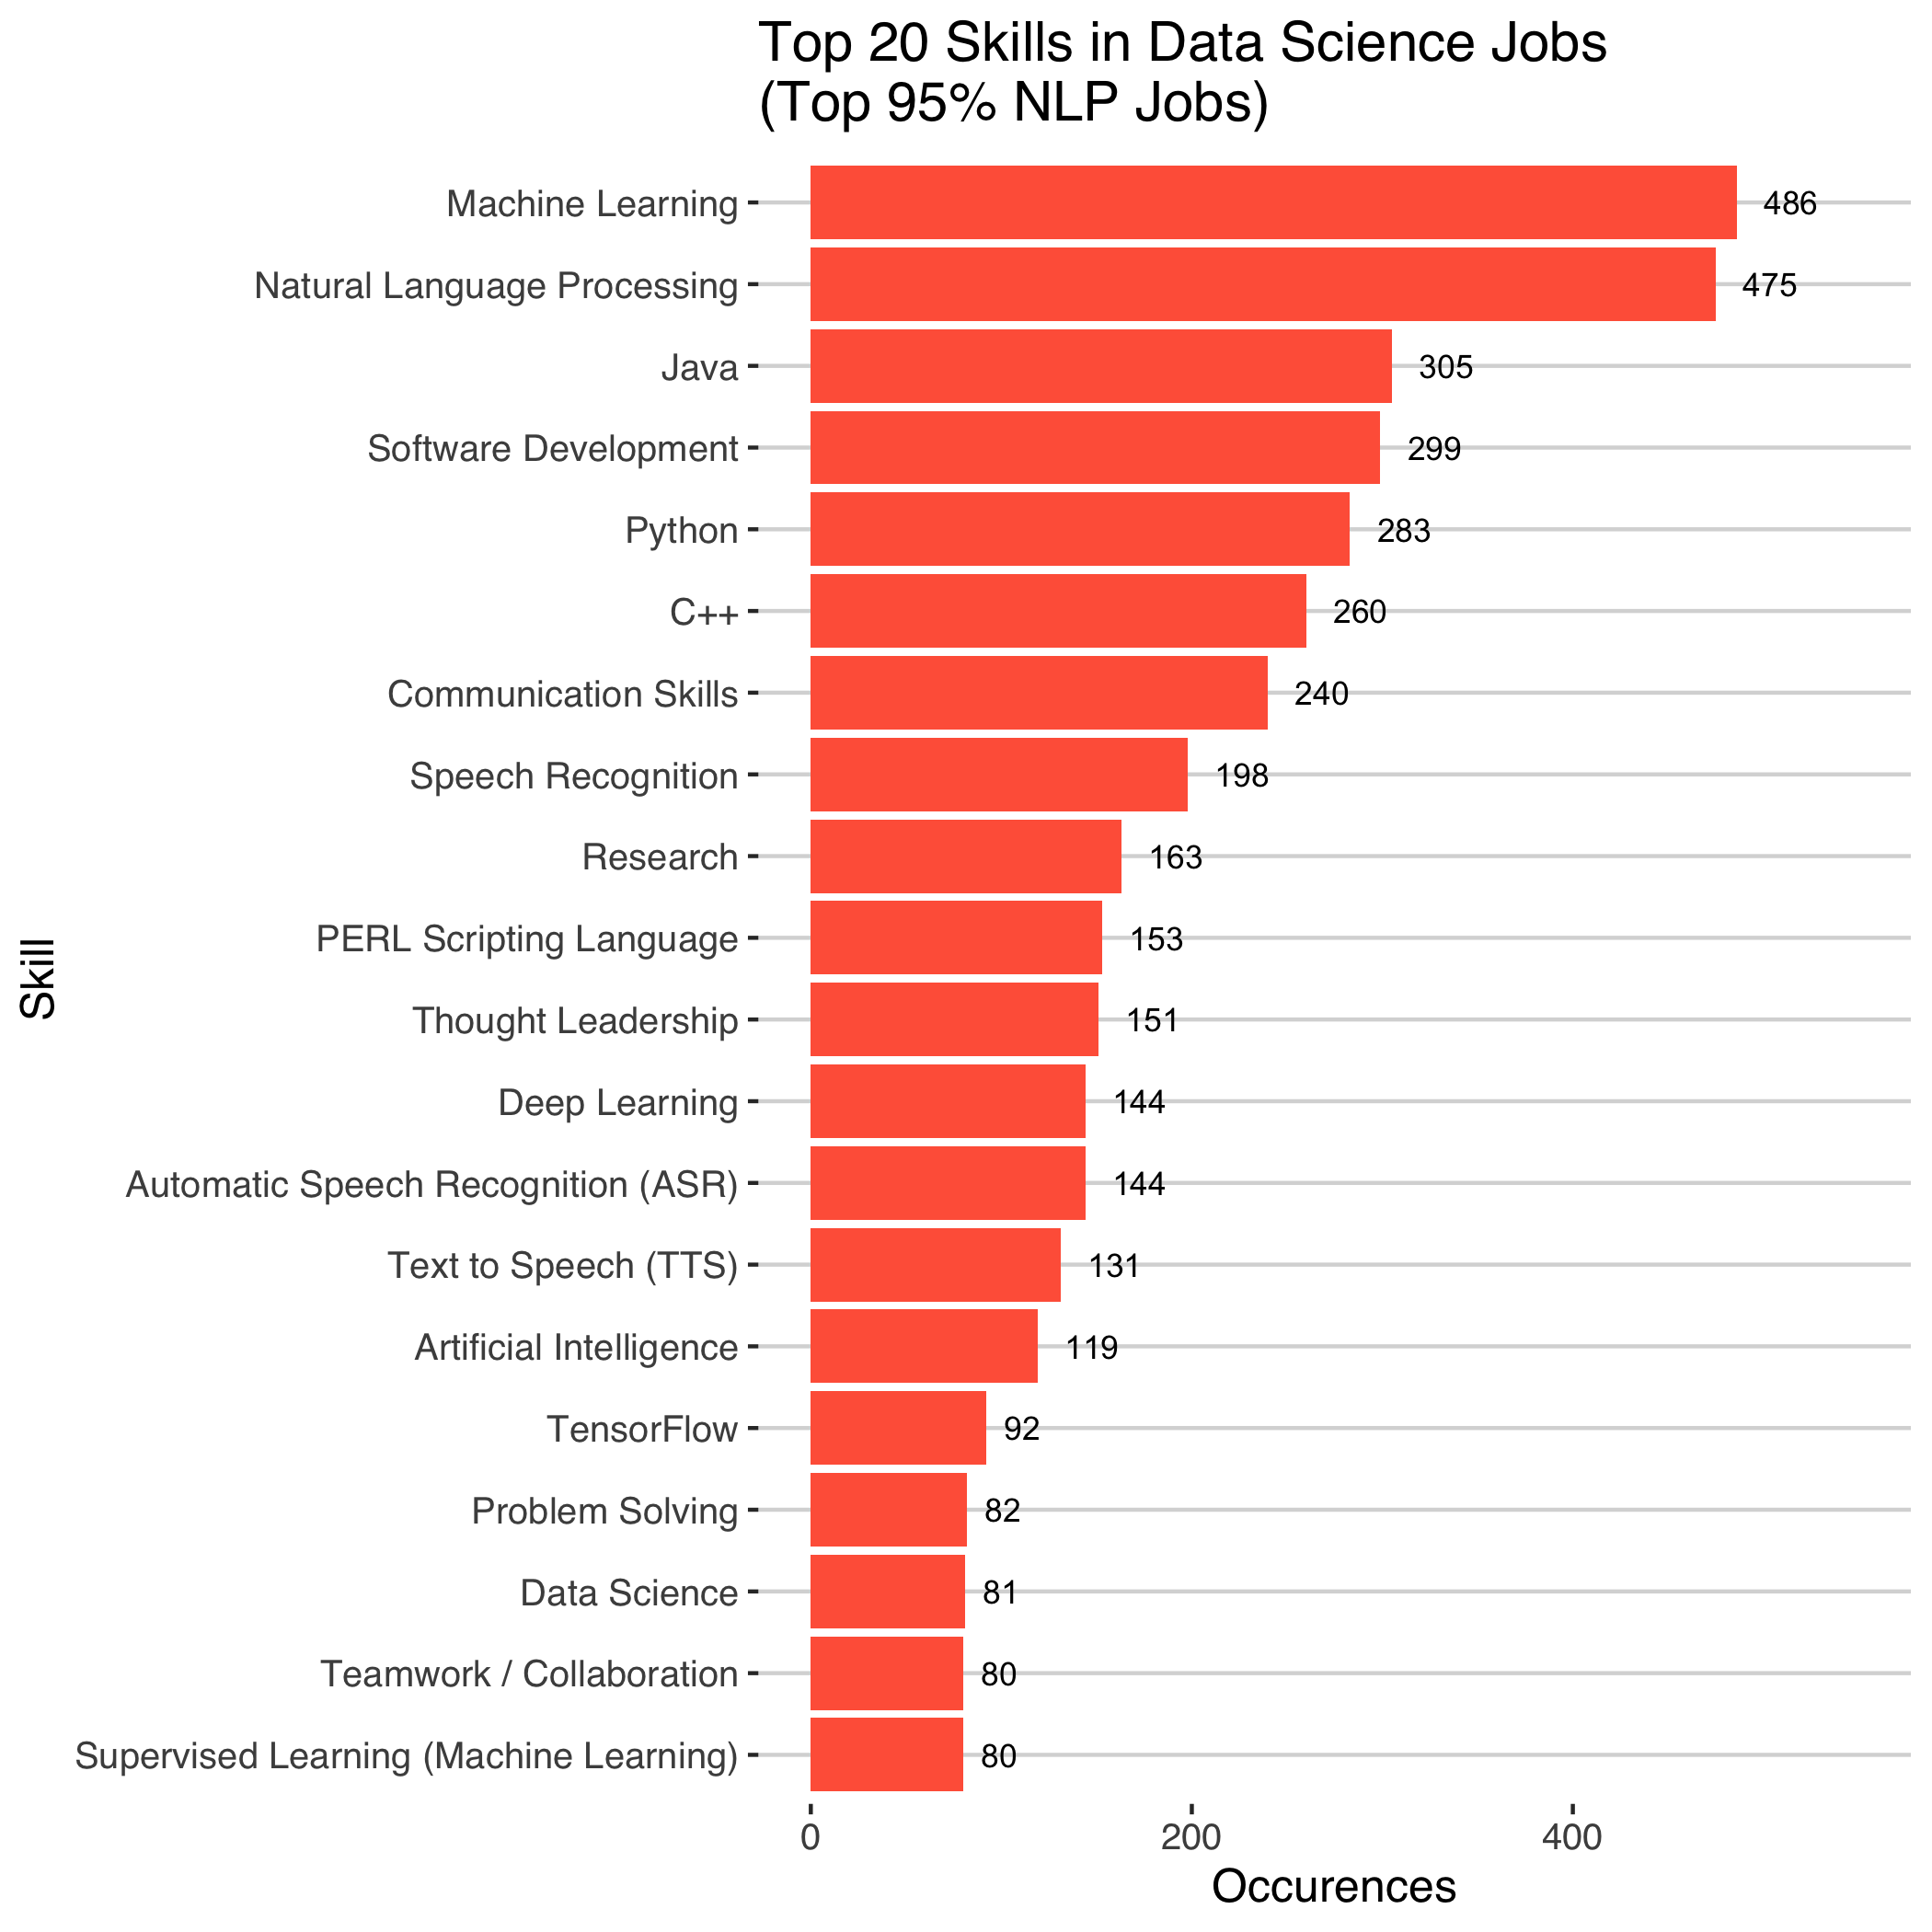 Top 20 Skills in Data Science Jobs
(Top 95% NLP Jobs)
Machine Learning 486
Natural Language Processing 475
Java 305
Software Development 299
Python 283
C++ 260
Communication Skills 240
Speech Recognition 198
Research 163
PERL Scripting Language 153
Thought Leadership 151
Deep Learning 144
Automatic Speech Recognition (ASR) 144
Text to Speech (TTS) 131
Artificial Intelligence 119
TensorFlow 92
Problem Solving 82
Data Science 81
Teamwork / Collaboration 80
Supervised Learning (Machine Learning) 80
Skill
0 200 400
Occurences